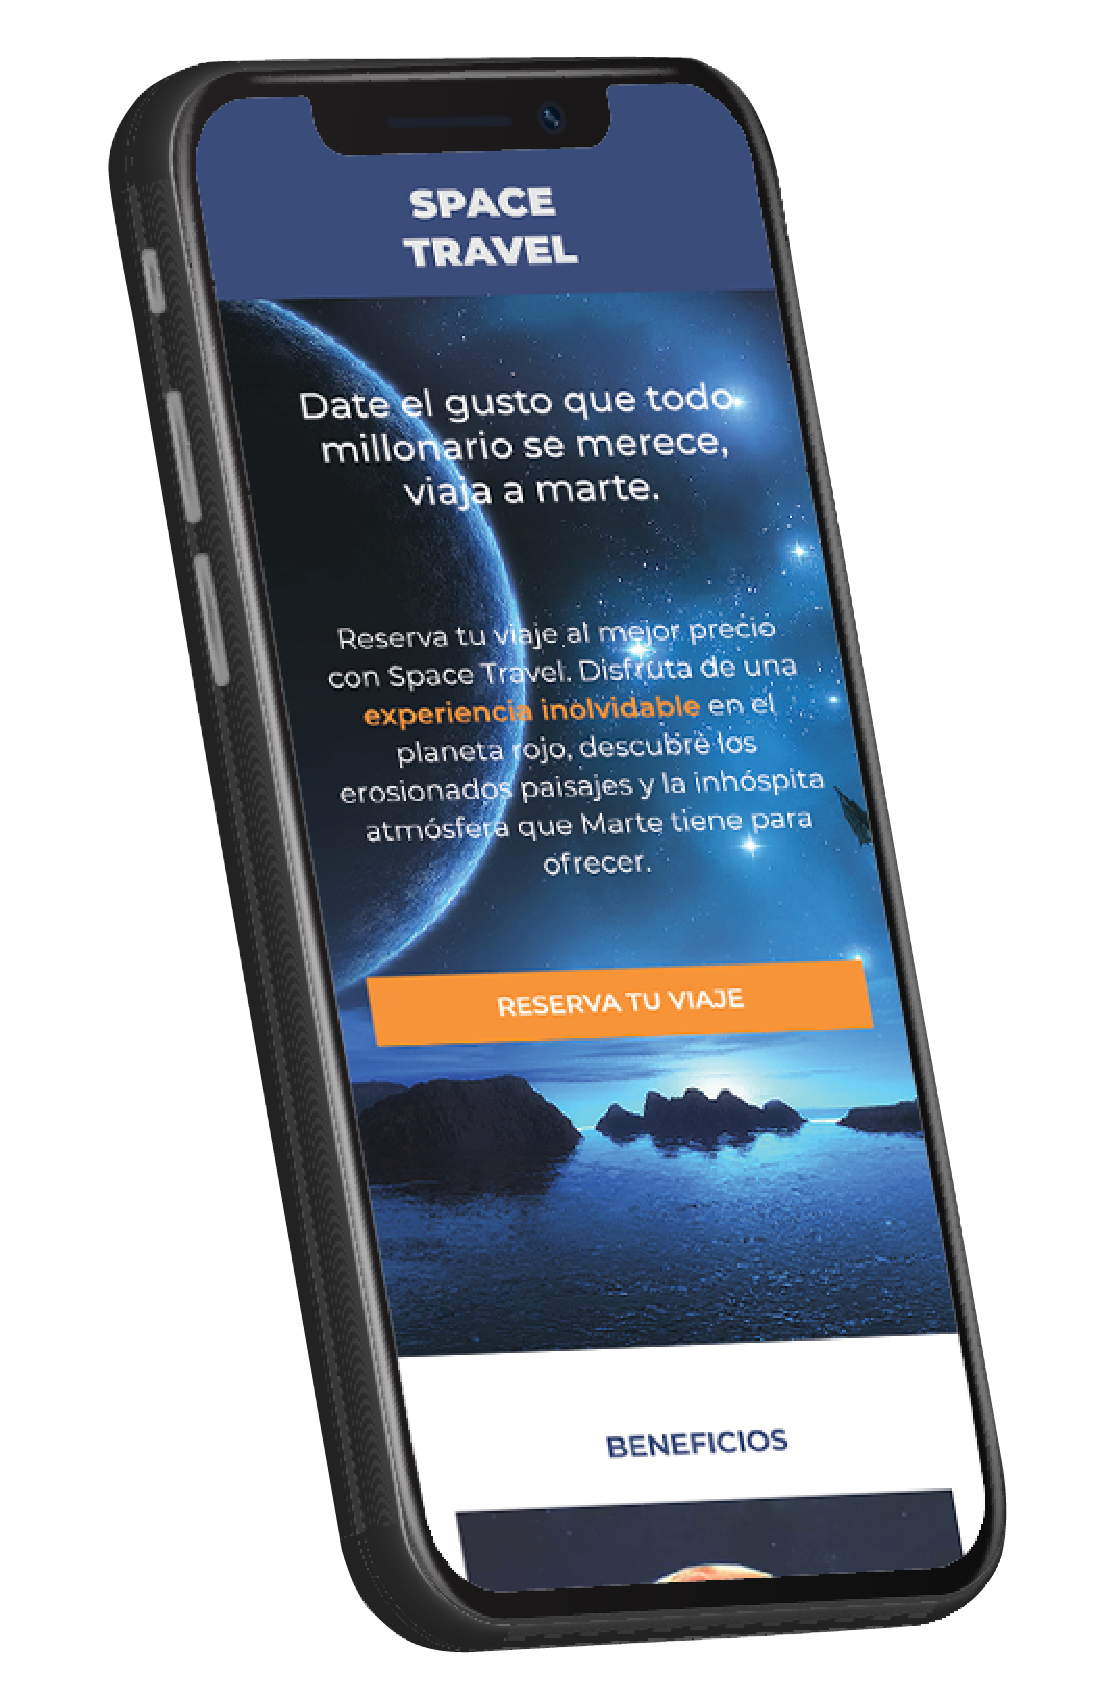 SPACE
TRAVEL
Date el gusto que todo
millonario se merece,
viaja a marte.
Reserva tu viaje al mejor precio
con Space Travel. Disfruta de una
experiencia inolvidable en el
planeta rojo, descubre los
erosionados paisajes y la inhóspita
atmósfera que Marte tiene para
ofrecer.
RESERVA TU VIAJE
BENEFICIOS